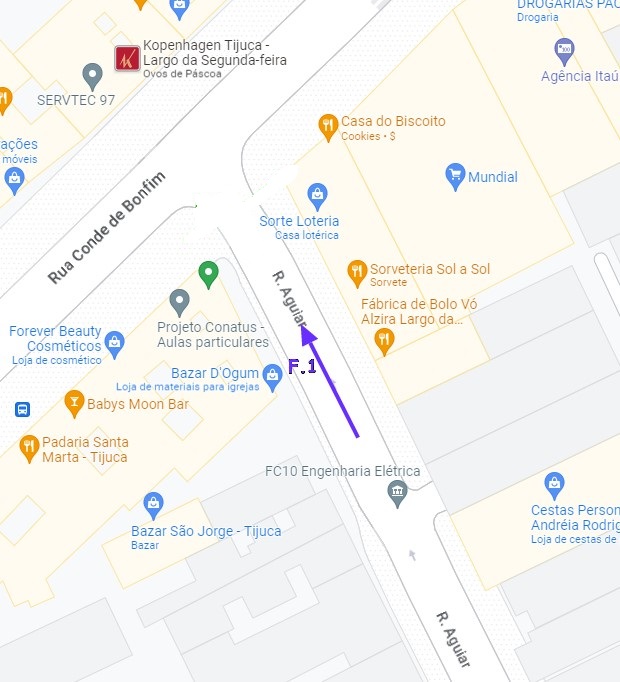 DROGARIAS PAC
Drogaria
Kopenhagen Tijuca -
Largo da Segunda-feira
Ovos de Páscoa
Agência Itaú
SERVTEC 97
Casa do Biscoito
Cookies • $
ações
móveis
Mundial
Rua Conde de Bonfim
Sorte Loteria
Casa lotérica
R. Aguiar
Sorveteria Sol a Sol
Sorvete
Fábrica de Bolo Vó
Alzira Largo da...
Projeto Conatus -
Aulas particulares
Forever Beauty
Cosméticos
Loja de cosmético
F.1
Bazar D'Ogum
Loja de materiais para igrejas
Babys Moon Bar
Padaria Santa
Marta - Tijuca
FC10 Engenharia Elétrica
Cestas Person
Andréia Rodrig
Loja de cestas de
Bazar São Jorge - Tijuca
Bazar
R. Aguiar